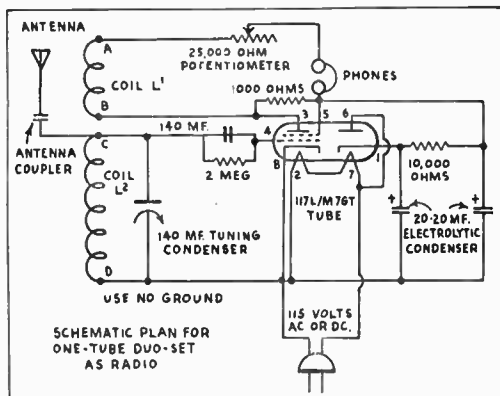 ANTENNA
A
25,000 OHM
POTENTIOMETER
COIL L¹
1000 OHMS
PHONES
B
3
5
6
140 MF.
4
ANTENNA
COUPLER
C
COIL
L²
2 MEG
8
2
7
1
10,000
OHMS
117L/M7GT
TUBE
140 MF. TUNING
CONDENSER
+
+
20-20 MF.
ELECTROLYTIC
CONDENSER
D
USE NO GROUND
115 VOLTS
AC OR DC.
SCHEMATIC PLAN FOR
ONE-TUBE DUO-SET
AS RADIO